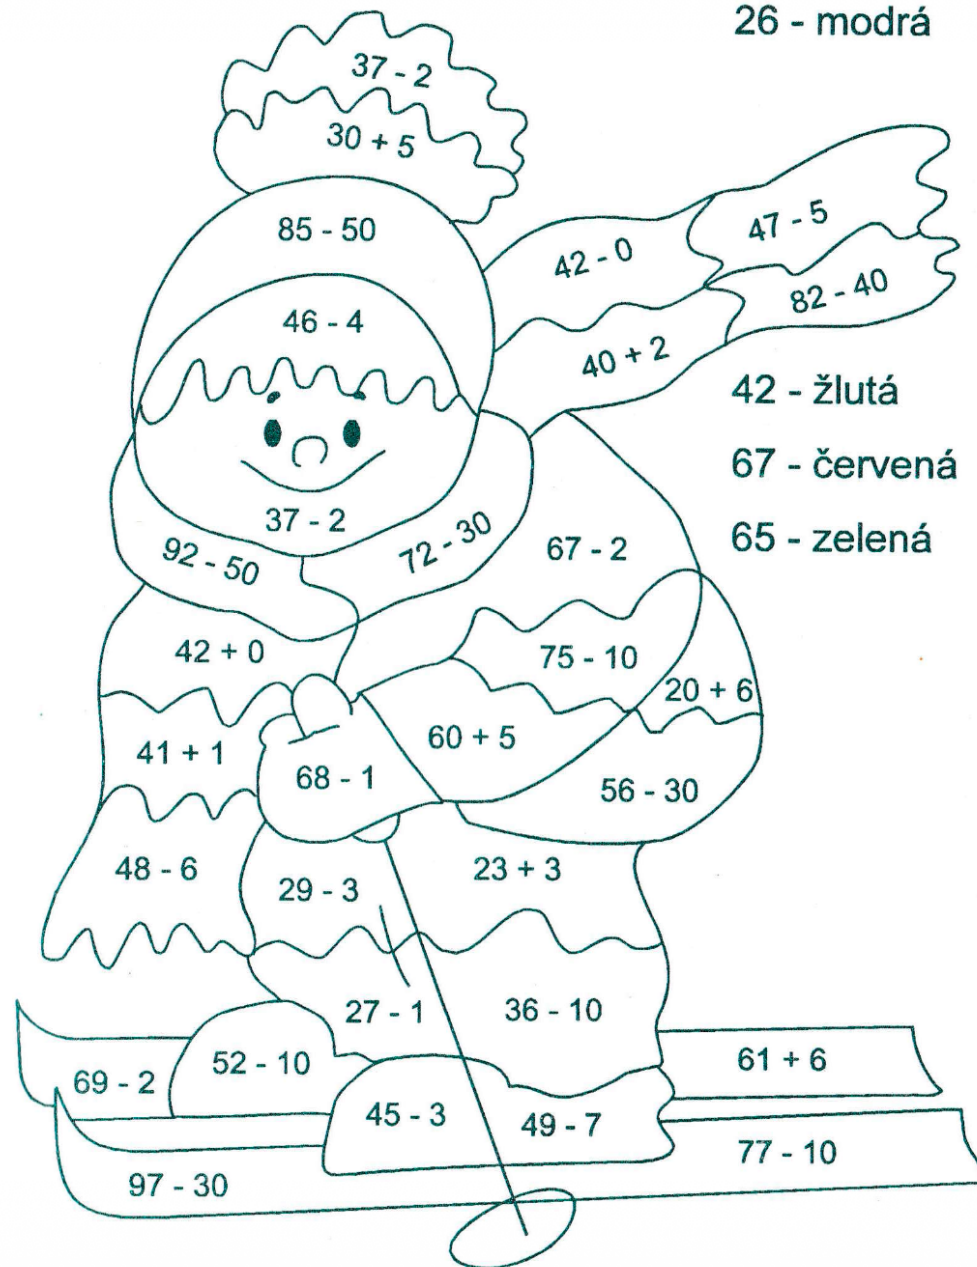 26 - modrá
37 - 2
30 + 5
85 - 50
42 - 0
47 - 5
82 - 40
46 - 4
40 + 2
42 - žlutá
67 - červená
65 - zelená
37 - 2
92 - 50
72 - 30
67 - 2
42 + 0
75 - 10
20 + 6
41 + 1
68 - 1
60 + 5
56 - 30
48 - 6
29 - 3
23 + 3
27 - 1
36 - 10
69 - 2
52 - 10
61 + 6
45 - 3
49 - 7
77 - 10
97 - 30